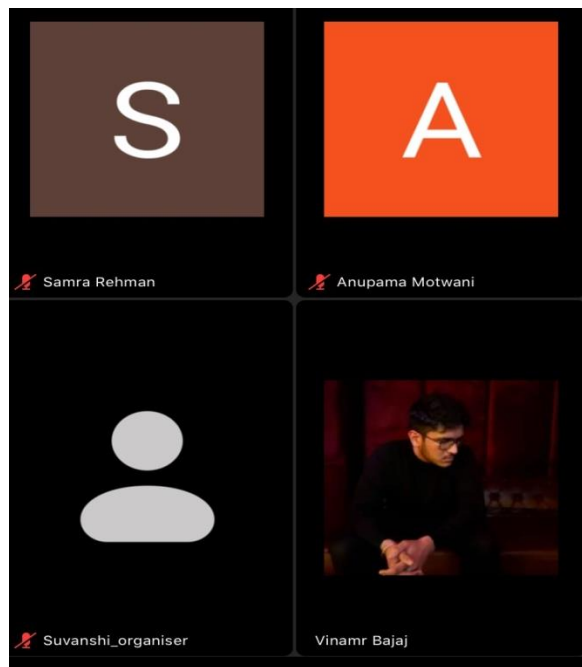 S
A
Samra Rehman
Anupama Motwani
Suvanshi_organiser
Vinamr Bajaj